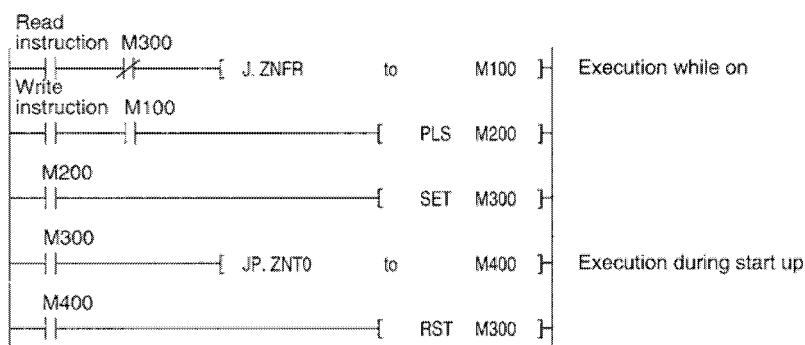 Read
instruction M300
J. ZNFR to M100 Execution while on
Write
instruction M100
PLS M200
M200
SET M300
M300
JP. ZNT0 to M400 Execution during start up
M400
RST M300